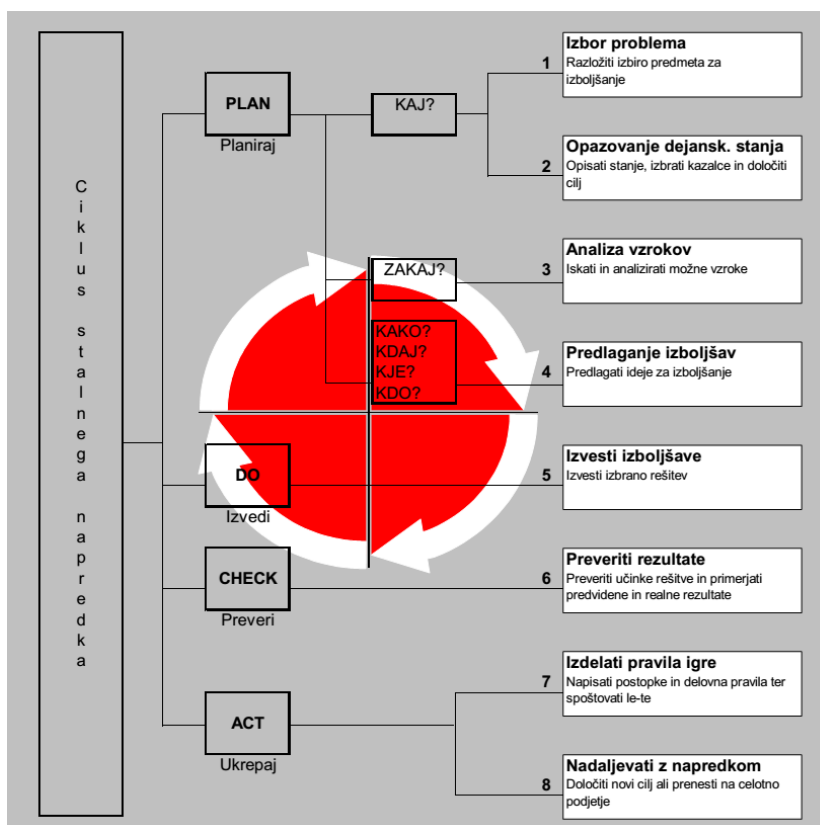 Ciklus stalnega napredka
PLAN
Planiraj
KAJ?
1
Izbor problema
Razložiti izbiro predmeta za
izboljšanje
2
Opazovanje dejansk. stanja
Opisati stanje, izbrati kazalce in določiti
cilj
ZAKAJ?
3
Analiza vzrokov
Iskati in analizirati možne vzroke
KAKO?
KDAJ?
KJE?
KDO?
4
Predlaganje izboljšav
Predlagati ideje za izboljšanje
DO
Izvedi
5
Izvesti izboljšave
Izvesti izbrano rešitev
CHECK
Preveri
6
Preveriti rezultate
Preveriti učinke rešitve in primerjati
predvidene in realne rezultate
ACT
Ukrepaj
7
Izdelati pravila igre
Napisati postopke in delovna pravila ter
spoštovati le-te
8
Nadaljevati z napredkom
Določiti novi cilj ali prenesti na celotno
podjetje